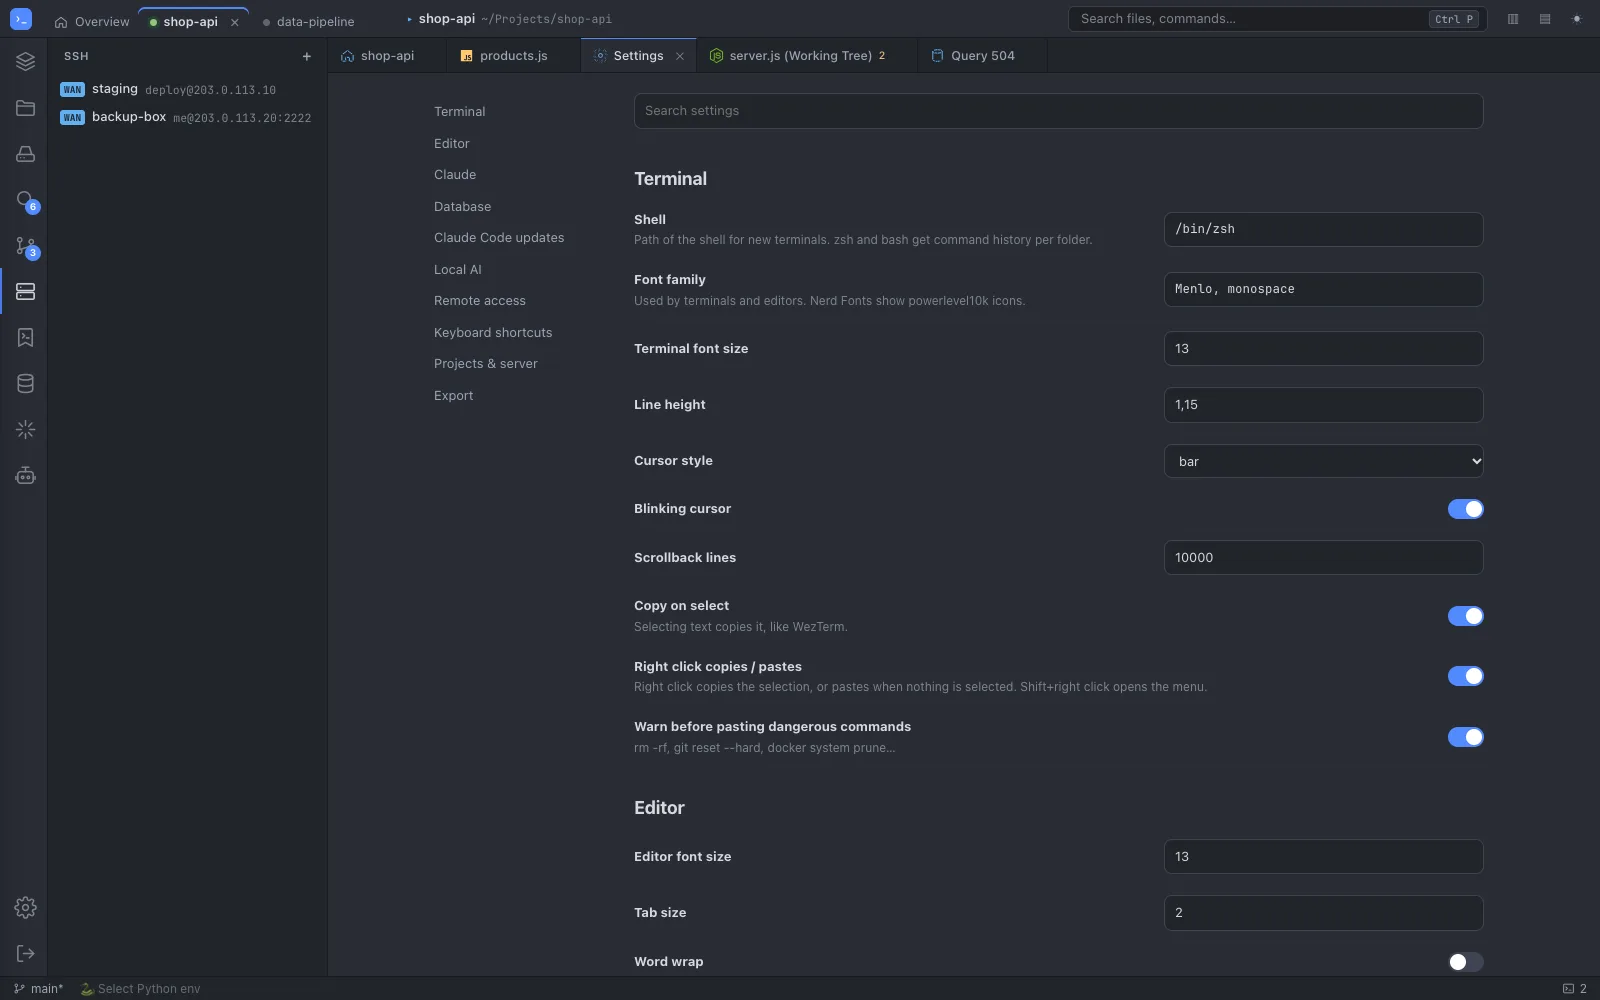 Overview
shop-api
data-pipeline
shop-api ~/Projects/shop-api
Search files, commands...
Ctrl P
SSH
+
WAN staging deploy@203.0.113.10
WAN backup-box me@203.0.113.20:2222
6
3
shop-api
JS products.js
Settings
server.js (Working Tree) 2
Query 504
Terminal
Editor
Claude
Database
Claude Code updates
Local AI
Remote access
Keyboard shortcuts
Projects & server
Export
Search settings
Terminal
Shell
Path of the shell for new terminals. zsh and bash get command history per folder.
/bin/zsh
Font family
Used by terminals and editors. Nerd Fonts show powerlevel10k icons.
Menlo, monospace
Terminal font size
13
Line height
1,15
Cursor style
bar
Blinking cursor
Scrollback lines
10000
Copy on select
Selecting text copies it, like WezTerm.
Right click copies / pastes
Right click copies the selection, or pastes when nothing is selected. Shift+right click opens the menu.
Warn before pasting dangerous commands
rm -rf, git reset --hard, docker system prune...
Editor
Editor font size
13
Tab size
2
Word wrap
main*
Select Python env
2